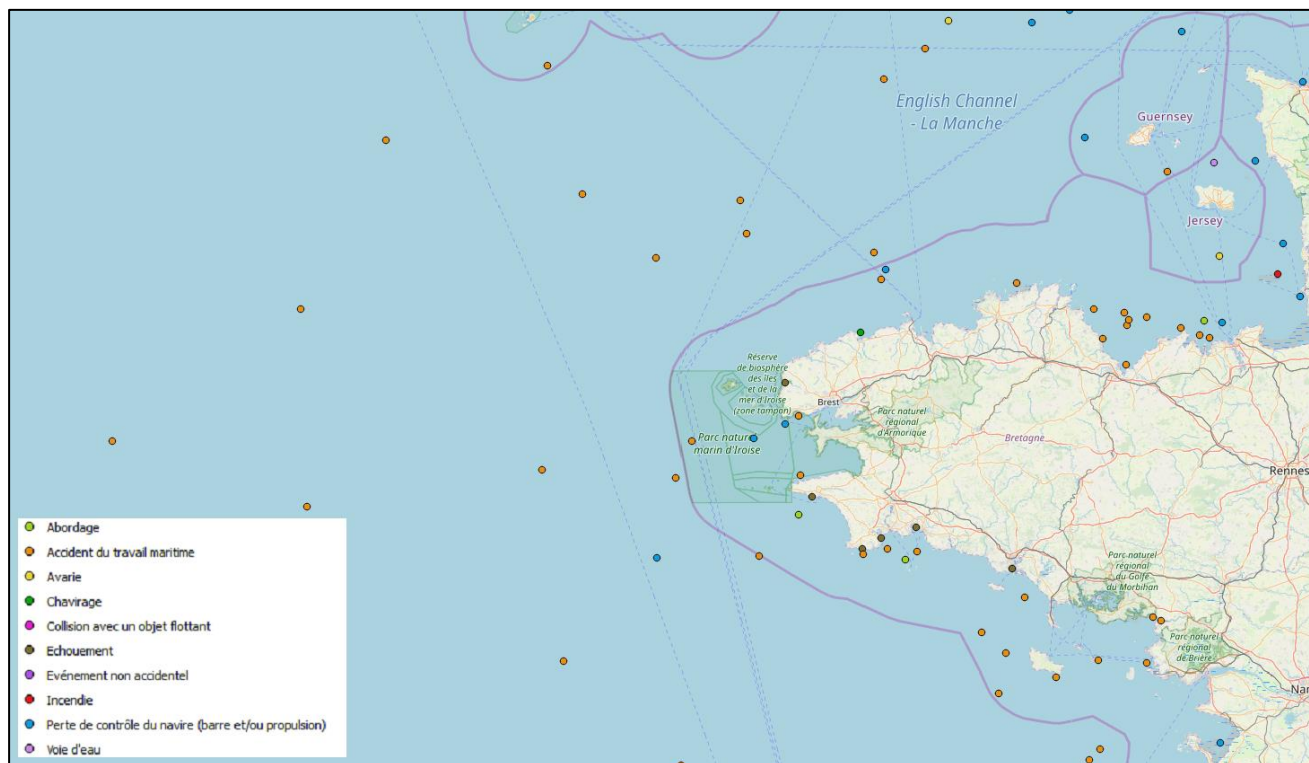 English Channel
- La Manche
Guernsey
Jersey
Réserve
de biosphère
des îles
et de la
mer d'Iroise
(zone tampon)
Brest
Parc naturel
régional
d'Armorique
Parc nature
marin d'Iroise
Bretagne
Rennes
Parc naturel
régional
du Golfe
du Morbihan
Parc naturel
régional
de Brière
Nan
Abordage
Accident du travail maritime
Avarie
Chavirage
Collision avec un objet flottant
Echouement
Evénement non accidentel
Incendie
Perte de contrôle du navire (barre et/ou propulsion)
Voie d'eau